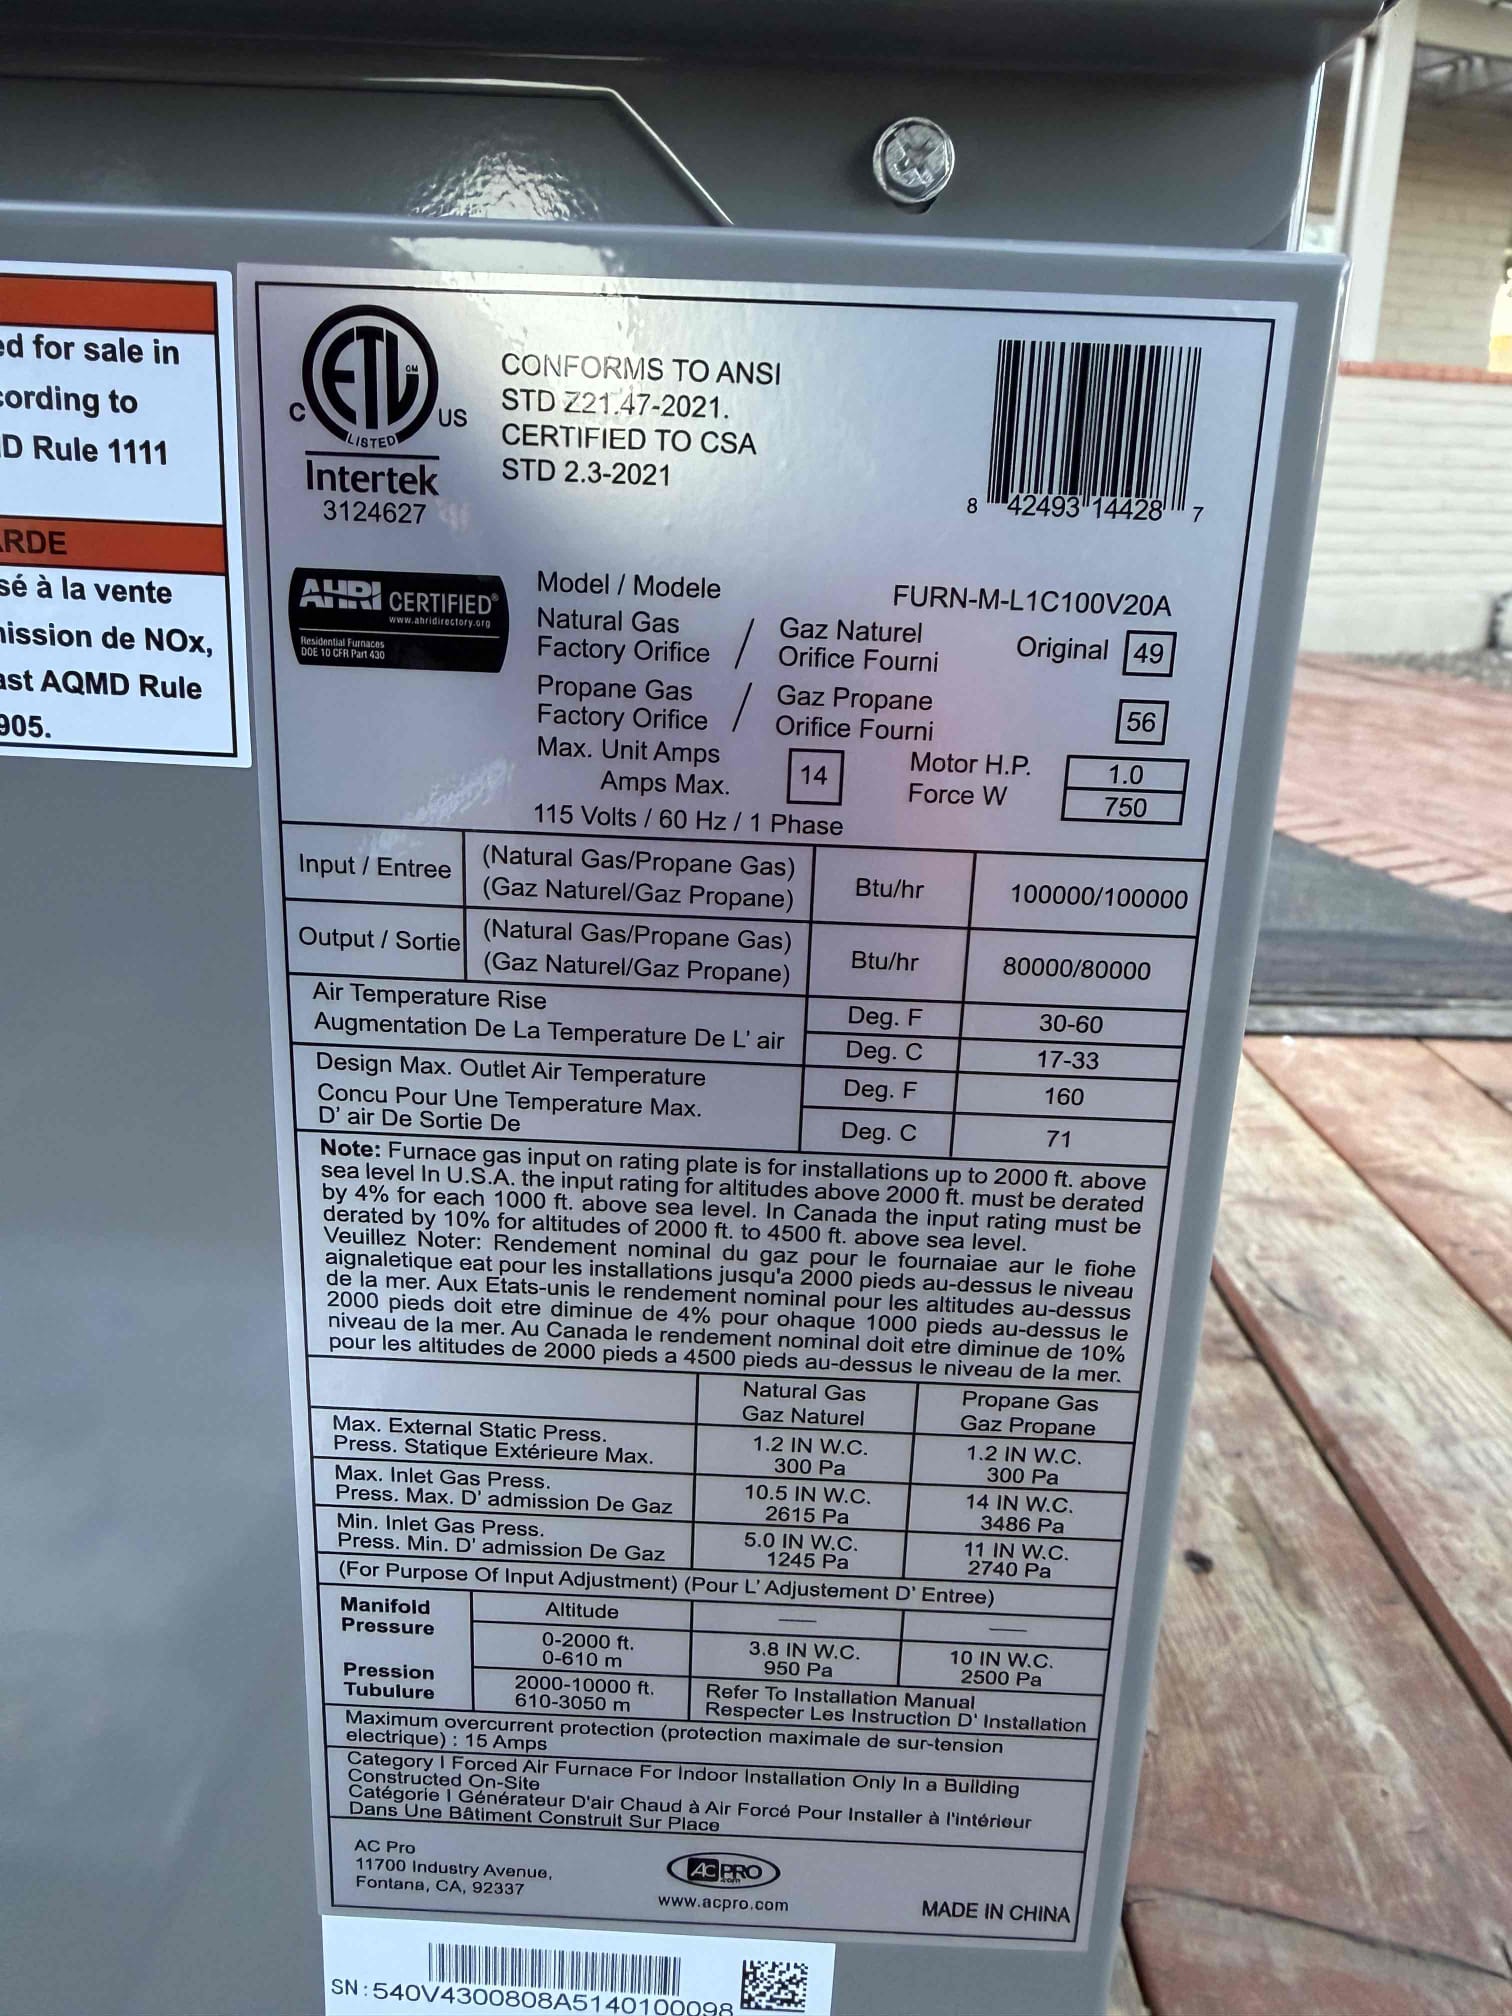 ed for sale in
cording to
D Rule 1111
ARDE
sé à la vente
mission de NOx,
ast AQMD Rule
905.
ETL CM
C LISTED US
Intertek
3124627
CONFORMS TO ANSI
STD Z21.47-2021.
CERTIFIED TO CSA
STD 2.3-2021
8 42493 14428 7
AHRI CERTIFIED®
www.ahridirectory.org
Residential Furnaces
DOE 10 CFR Part 430
Model / Modele FURN-M-L1C100V20A
Natural Gas / Gaz Naturel Original 49
Factory Orifice Orifice Fourni
Propane Gas / Gaz Propane 56
Factory Orifice Orifice Fourni
Max. Unit Amps 14 Motor H.P. 1.0
Amps Max. Force W 750
115 Volts / 60 Hz / 1 Phase
Input / Entree (Natural Gas/Propane Gas) Btu/hr 100000/100000
(Gaz Naturel/Gaz Propane)
Output / Sortie (Natural Gas/Propane Gas) Btu/hr 80000/80000
(Gaz Naturel/Gaz Propane)
Air Temperature Rise Deg. F 30-60
Augmentation De La Temperature De L' air Deg. C 17-33
Design Max. Outlet Air Temperature Deg. F 160
Concu Pour Une Temperature Max.
D' air De Sortie De Deg. C 71
Note: Furnace gas input on rating plate is for installations up to 2000 ft. above
sea level In U.S.A. the input rating for altitudes above 2000 ft. must be derated
by 4% for each 1000 ft. above sea level. In Canada the input rating must be
derated by 10% for altitudes of 2000 ft. to 4500 ft. above sea level.
Veuillez Noter: Rendement nominal du gaz pour le fournaiae aur le fiohe
aignaletique eat pour les installations jusqu'a 2000 pieds au-dessus le niveau
de la mer. Aux Etats-unis le rendement nominal pour les altitudes au-dessus
2000 pieds doit etre diminue de 4% pour ohaque 1000 pieds au-dessus le
niveau de la mer. Au Canada le rendement nominal doit etre diminue de 10%
pour les altitudes de 2000 pieds a 4500 pieds au-dessus le niveau de la mer.
Natural Gas Propane Gas
Gaz Naturel Gaz Propane
Max. External Static Press. 1.2 IN W.C. 1.2 IN W.C.
Press. Statique Extérieure Max. 300 Pa 300 Pa
Max. Inlet Gas Press. 10.5 IN W.C. 14 IN W.C.
Press. Max. D' admission De Gaz 2615 Pa 3486 Pa
Min. Inlet Gas Press. 5.0 IN W.C. 11 IN W.C.
Press. Min. D' admission De Gaz 1245 Pa 2740 Pa
(For Purpose Of Input Adjustment) (Pour L' Adjustement D' Entree)
Manifold Altitude — —
Pressure 0-2000 ft. 3.8 IN W.C. 10 IN W.C.
0-610 m 950 Pa 2500 Pa
Pression 2000-10000 ft. Refer To Installation Manual
Tubulure 610-3050 m Respecter Les Instruction D' Installation
Maximum overcurrent protection (protection maximale de sur-tension
electrique) : 15 Amps
Category I Forced Air Furnace For Indoor Installation Only In a Building
Constructed On-Site
Catégorie I Générateur D'air Chaud à Air Forcé Pour Installer à l'intérieur
Dans Une Bâtiment Construit Sur Place
AC Pro
11700 Industry Avenue,
Fontana, CA, 92337
AC PRO .com
www.acpro.com
MADE IN CHINA
SN : 540V4300808A5140100098